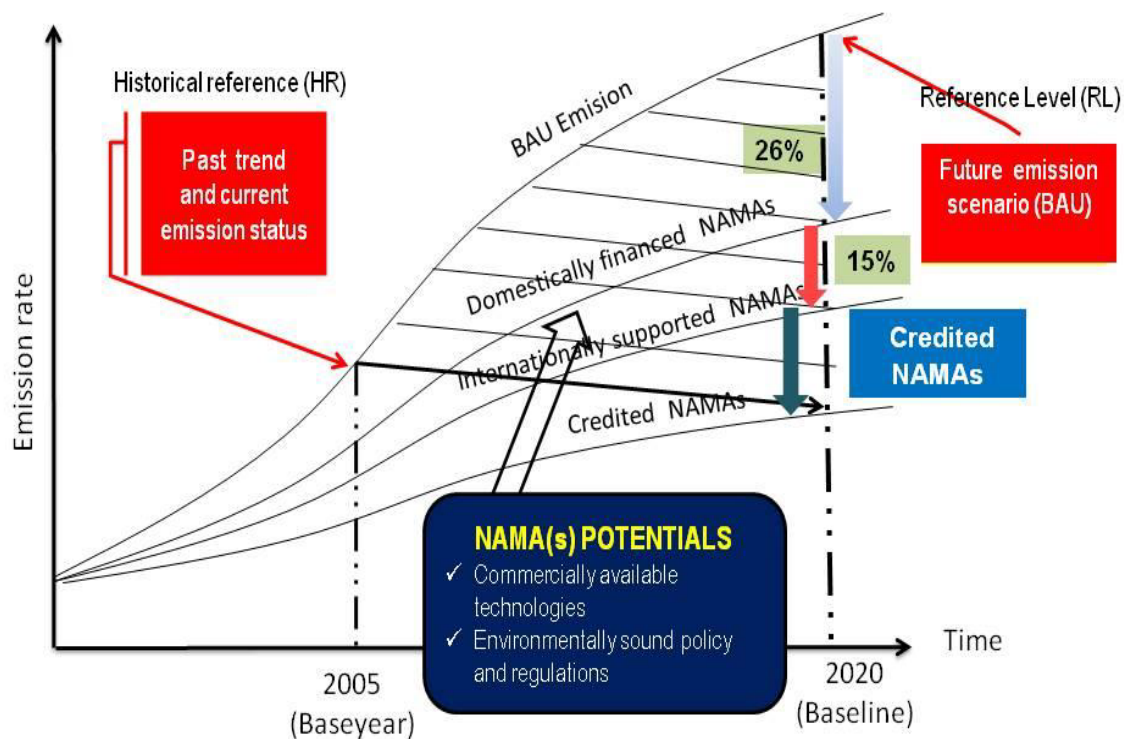 Historical reference (HR)
Past trend
and current
emission status
BAU Emision
26%
Reference Level (RL)
Future emission
scenario (BAU)
Domestically financed NAMAs
15%
Internationally supported NAMAs
Credited
NAMAs
Credited NAMAs
Emission rate
NAMA(s) POTENTIALS
✓ Commercially available
technologies
✓ Environmentally sound policy
and regulations
Time
2005
(Baseyear)
2020
(Baseline)